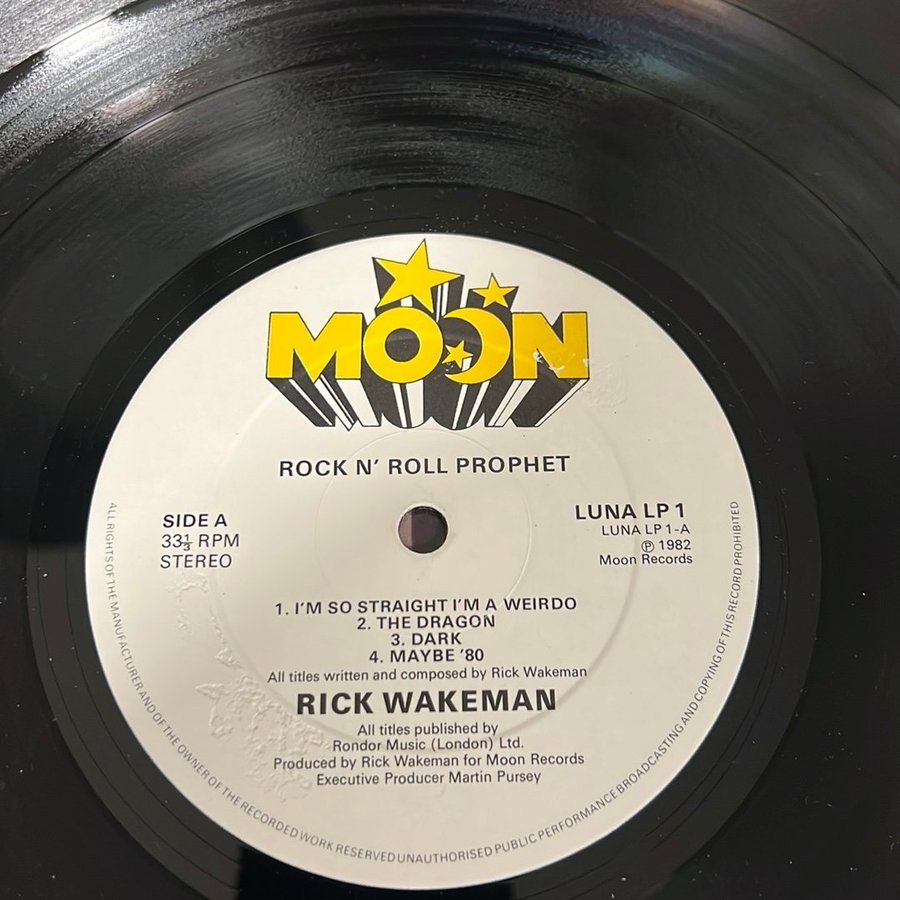 MOON
ROCK N' ROLL PROPHET
SIDE A
33⅓ RPM
STEREO
LUNA LP 1
LUNA LP 1-A
℗ 1982
Moon Records
1. I'M SO STRAIGHT I'M A WEIRDO
2. THE DRAGON
3. DARK
4. MAYBE '80
All titles written and composed by Rick Wakeman
RICK WAKEMAN
All titles published by
Rondor Music (London) Ltd.
Produced by Rick Wakeman for Moon Records
Executive Producer Martin Pursey
ALL RIGHTS OF THE MANUFACTURER AND OF THE OWNER OF THE RECORDED WORK RESERVED UNAUTHORISED PUBLIC PERFORMANCE BROADCASTING AND COPYING OF THIS RECORD PROHIBITED